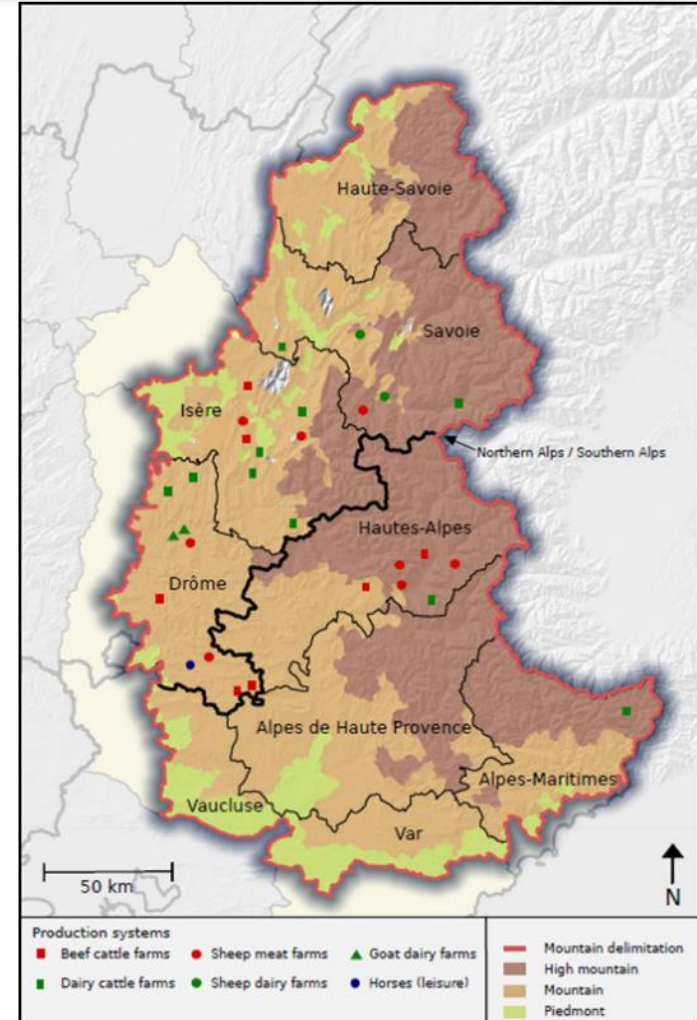 Haute-Savoie
Savoie
Isère
Northern Alps / Southern Alps
Hautes-Alpes
Drôme
Alpes de Haute Provence
Alpes-Maritimes
Vaucluse
Var
50 km
N
Production systems
Beef cattle farms
Sheep meat farms
Goat dairy farms
Dairy cattle farms
Sheep dairy farms
Horses (leisure)
Mountain delimitation
High mountain
Mountain
Piedmont